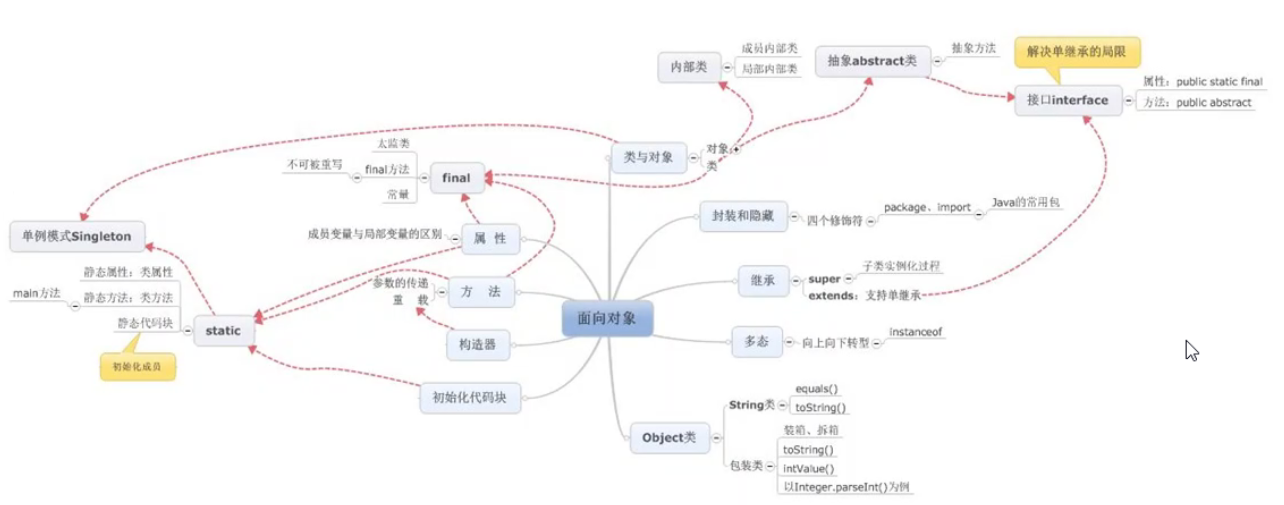 成员内部类
内部类
局部内部类
抽象abstract类
抽象方法
解决单继承的局限
接口interface
属性：public static final
方法：public abstract
类与对象
对象
类
太监类
不可被重写
final方法
常量
final
封装和隐藏
四个修饰符
package、import
Java的常用包
单例模式Singleton
成员变量与局部变量的区别
属 性
继承
super
子类实例化过程
extends：支持单继承
静态属性：类属性
main方法
静态方法：类方法
静态代码块
static
初始化成员
参数的传递
重 载
方 法
面向对象
构造器
多态
向上向下转型
instanceof
初始化代码块
Object类
String类
equals()
toString()
包装类
装箱、拆箱
toString()
intValue()
以Integer.parseInt()为例